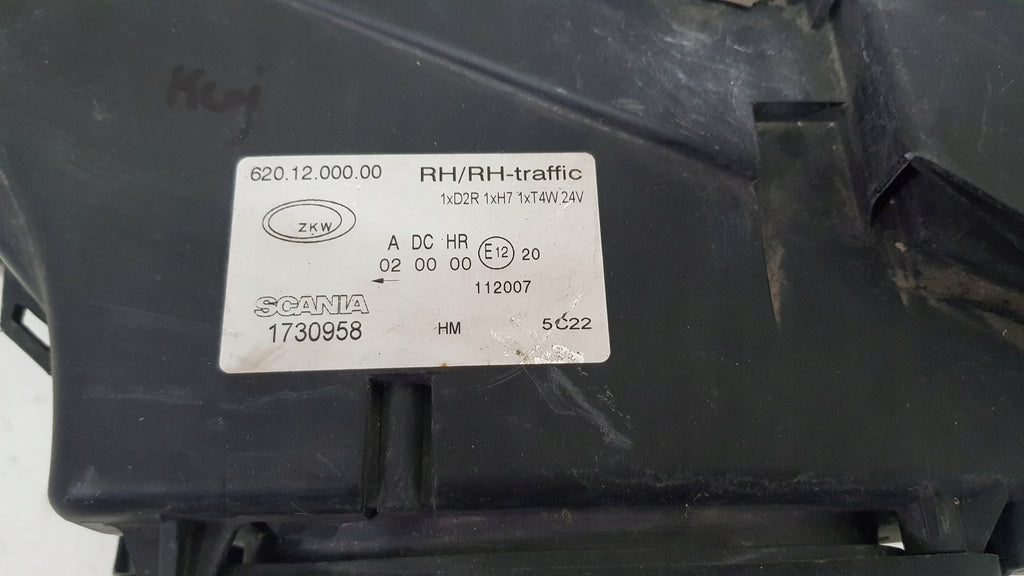 620.12.000.00 RH/RH-traffic
1xD2R 1xH7 1xT4W 24V
ZKW
A DC HR E12 20
02 00 00
112007
SCANIA
1730958 HM 5C22